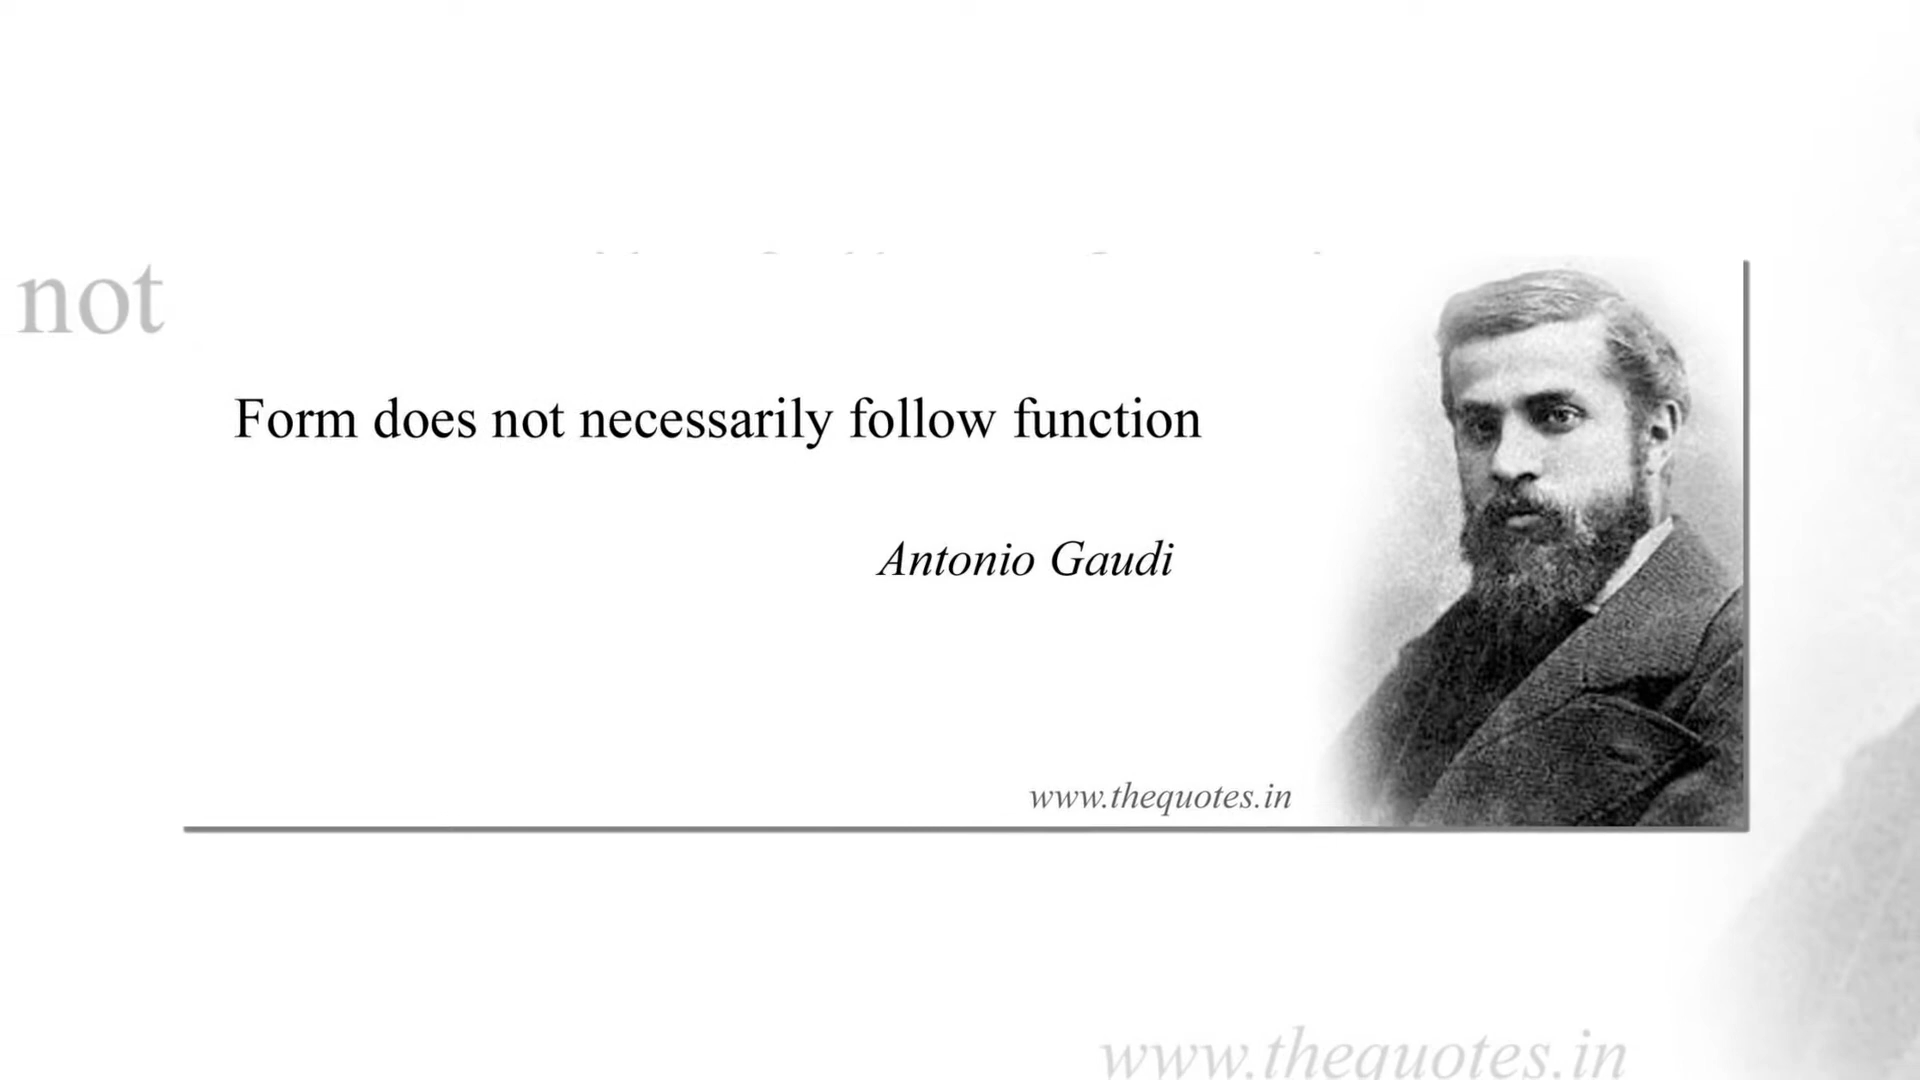 not
Form does not necessarily follow function
Antonio Gaudi
www.thequotes.in
www.thequotes.in